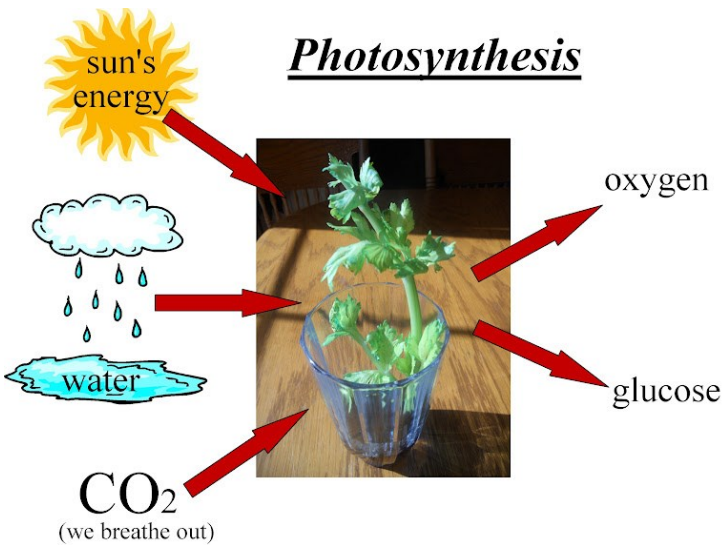 Photosynthesis
sun's
energy
oxygen
water
glucose
CO₂
(we breathe out)